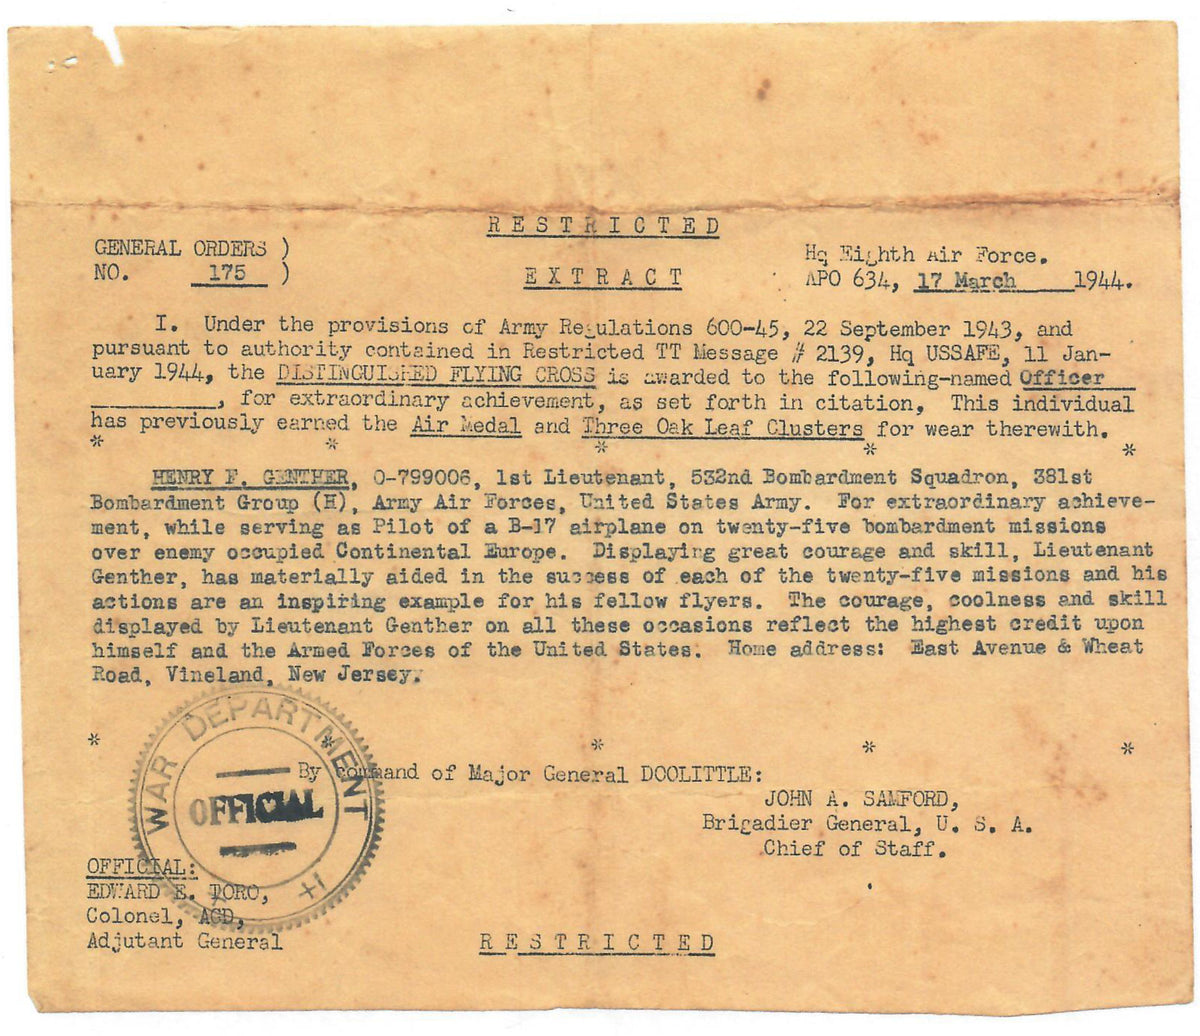 RESTRICTED
GENERAL ORDERS )
NO. 175 )
EXTRACT
Hq Eighth Air Force.
APO 634, 17 March 1944.
I. Under the provisions of Army Regulations 600-45, 22 September 1943, and
pursuant to authority contained in Restricted TT Message # 2139, Hq USSAFE, 11 Jan-
uary 1944, the DISTINGUISHED FLYING CROSS is awarded to the following-named Officer
, for extraordinary achievement, as set forth in citation, This individual
has previously earned the Air Medal and Three Oak Leaf Clusters for wear therewith.
* * * * *
HENRY F. GENTHER, O-799006, 1st Lieutenant, 532nd Bombardment Squadron, 381st
Bombardment Group (H), Army Air Forces, United States Army. For extraordinary achieve-
ment, while serving as Pilot of a B-17 airplane on twenty-five bombardment missions
over enemy occupied Continental Europe. Displaying great courage and skill, Lieutenant
Genther, has materially aided in the success of each of the twenty-five missions and his
actions are an inspiring example for his fellow flyers. The courage, coolness and skill
displayed by Lieutenant Genther on all these occasions reflect the highest credit upon
himself and the Armed Forces of the United States. Home address: East Avenue & Wheat
Road, Vineland, New Jersey.
* * * * *
By command of Major General DOOLITTLE:
JOHN A. SAMFORD,
Brigadier General, U. S. A.
Chief of Staff.
WAR DEPARTMENT
OFFICIAL
OFFICIAL:
EDWARD E. TORO,
Colonel, AGD,
Adjutant General
RESTRICTED